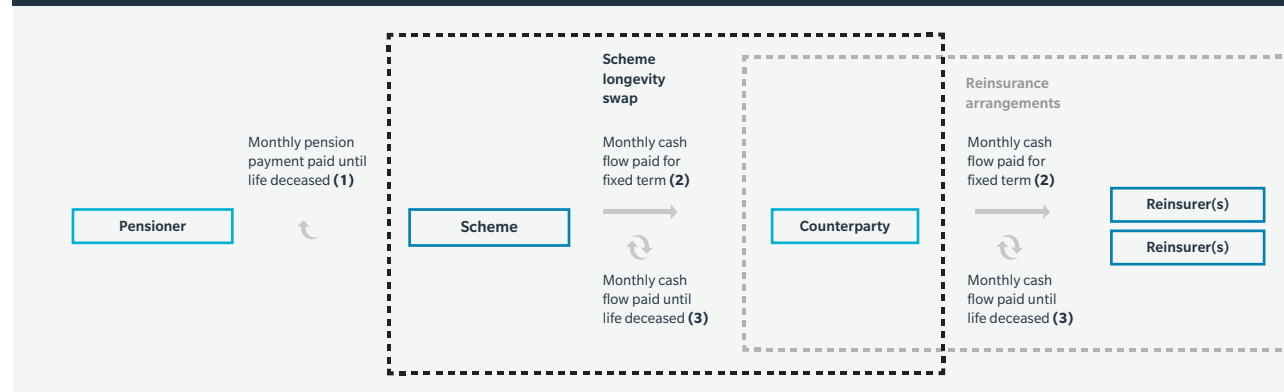 Scheme
longevity
swap
Reinsurance
arrangements
Monthly pension
payment paid until
life deceased (1)
Monthly cash
flow paid for
fixed term (2)
Monthly cash
flow paid for
fixed term (2)
Pensioner
Scheme
Counterparty
Reinsurer(s)
Reinsurer(s)
Monthly cash
flow paid until
life deceased (3)
Monthly cash
flow paid until
life deceased (3)